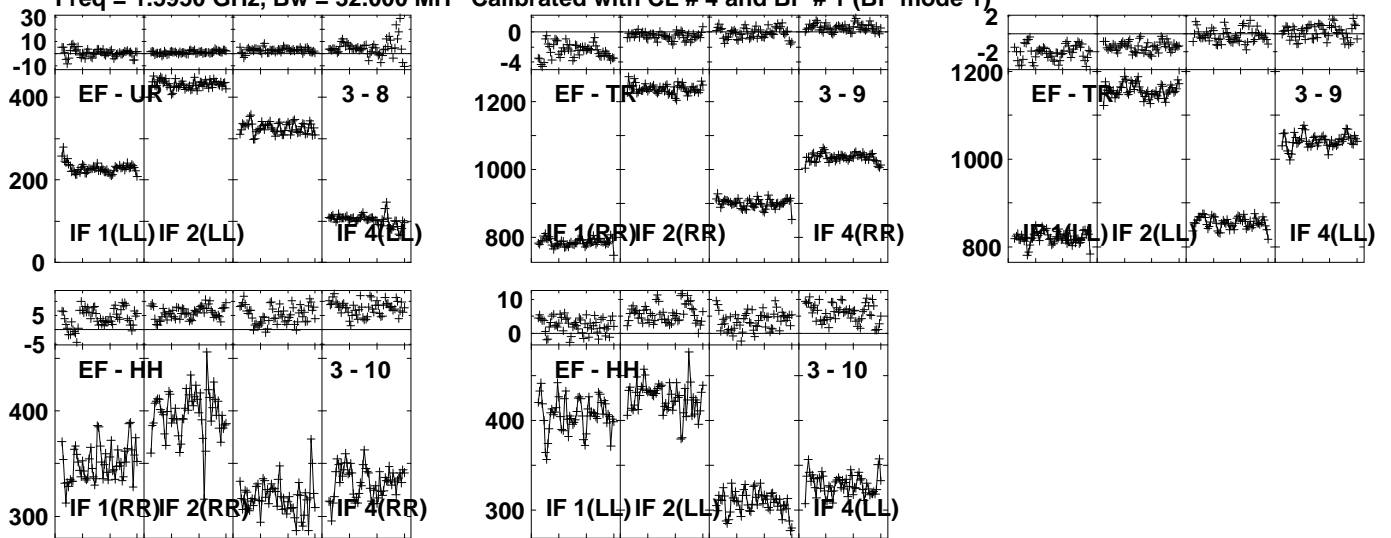 Freq = 1.5950 GHz, Bw = 32.000 MH Calibrated with CL # 4 and BP # 1 (BP mode 1)
30
10
-10
400
200
0
EF - UR 3 - 8
IF 1(LL) IF 2(LL) IF 4(LL)
0
-4
1200
1000
800
EF - TR 3 - 9
IF 1(RR) IF 2(RR) IF 4(RR)
2
-2
1200
1000
800
EF - TR 3 - 9
IF 1(LL) IF 2(LL) IF 4(LL)
5
-5
400
300
EF - HH 3 - 10
IF 1(RR) IF 2(RR) IF 4(RR)
10
0
400
300
EF - HH 3 - 10
IF 1(LL) IF 2(LL) IF 4(LL)